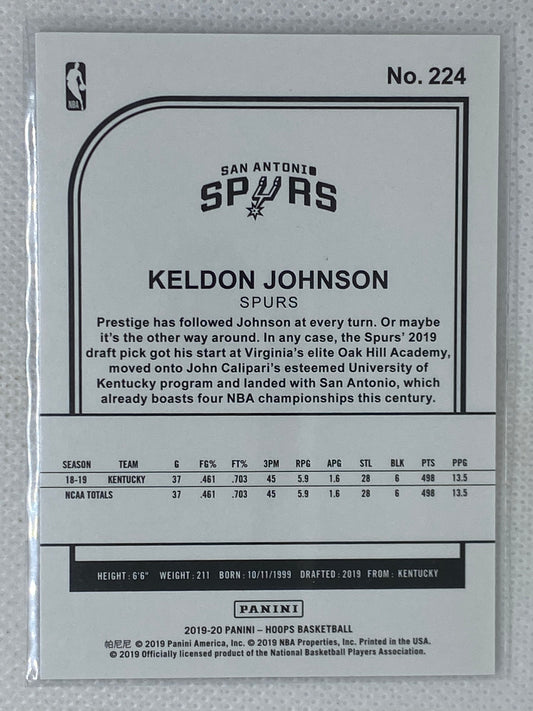 No. 224
NBA
SAN ANTONIO
SPURS
KELDON JOHNSON
SPURS
Prestige has followed Johnson at every turn. Or maybe
it's the other way around. In any case, the Spurs' 2019
draft pick got his start at Virginia's elite Oak Hill Academy,
moved onto John Calipari's esteemed University of
Kentucky program and landed with San Antonio, which
already boasts four NBA championships this century.
SEASON TEAM G FG% FT% 3PM RPG APG STL BLK PTS PPG
18-19 KENTUCKY 37 .461 .703 45 5.9 1.6 28 6 498 13.5
NCAA TOTALS 37 .461 .703 45 5.9 1.6 28 6 498 13.5
HEIGHT: 6'6" WEIGHT: 211 BORN: 10/11/1999 DRAFTED: 2019 FROM: KENTUCKY
PANINI
2019-20 PANINI – HOOPS BASKETBALL
帕尼尼 © 2019 Panini America, Inc. © 2019 NBA Properties, Inc. Printed in the USA.
© 2019 Officially licensed product of the National Basketball Players Association.